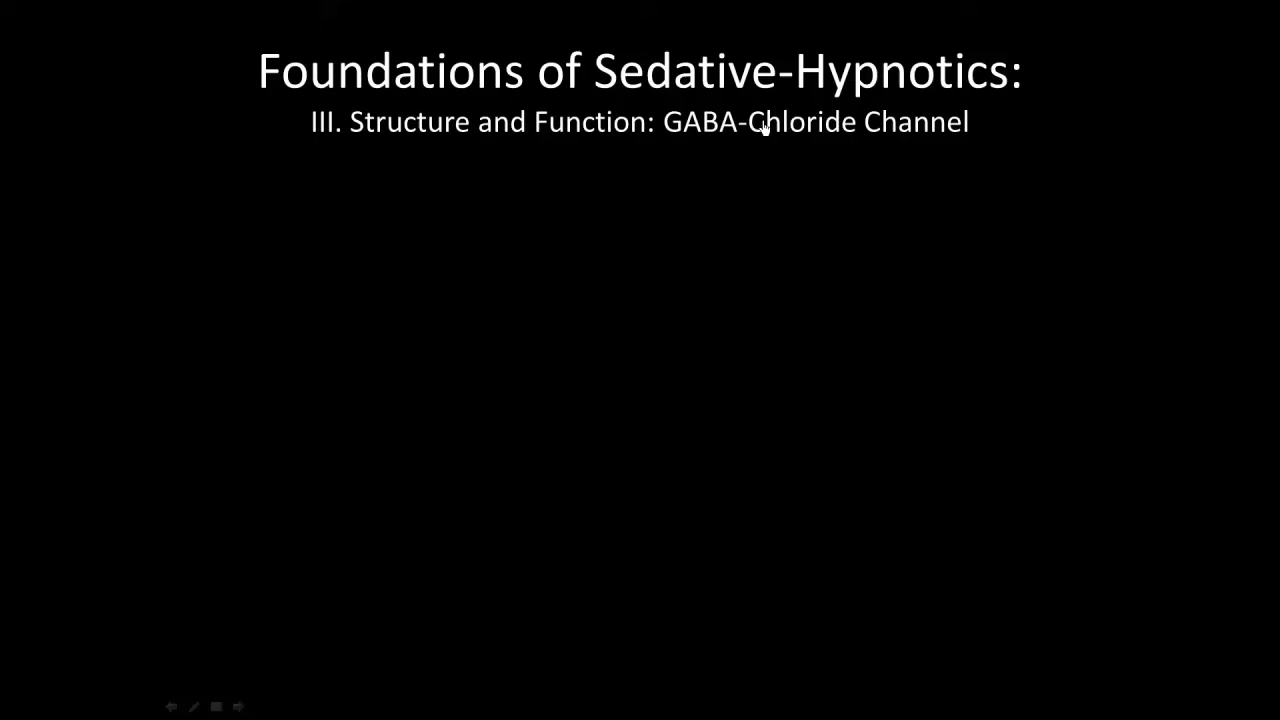 Foundations of Sedative-Hypnotics:
III. Structure and Function: GABA-Chloride Channel